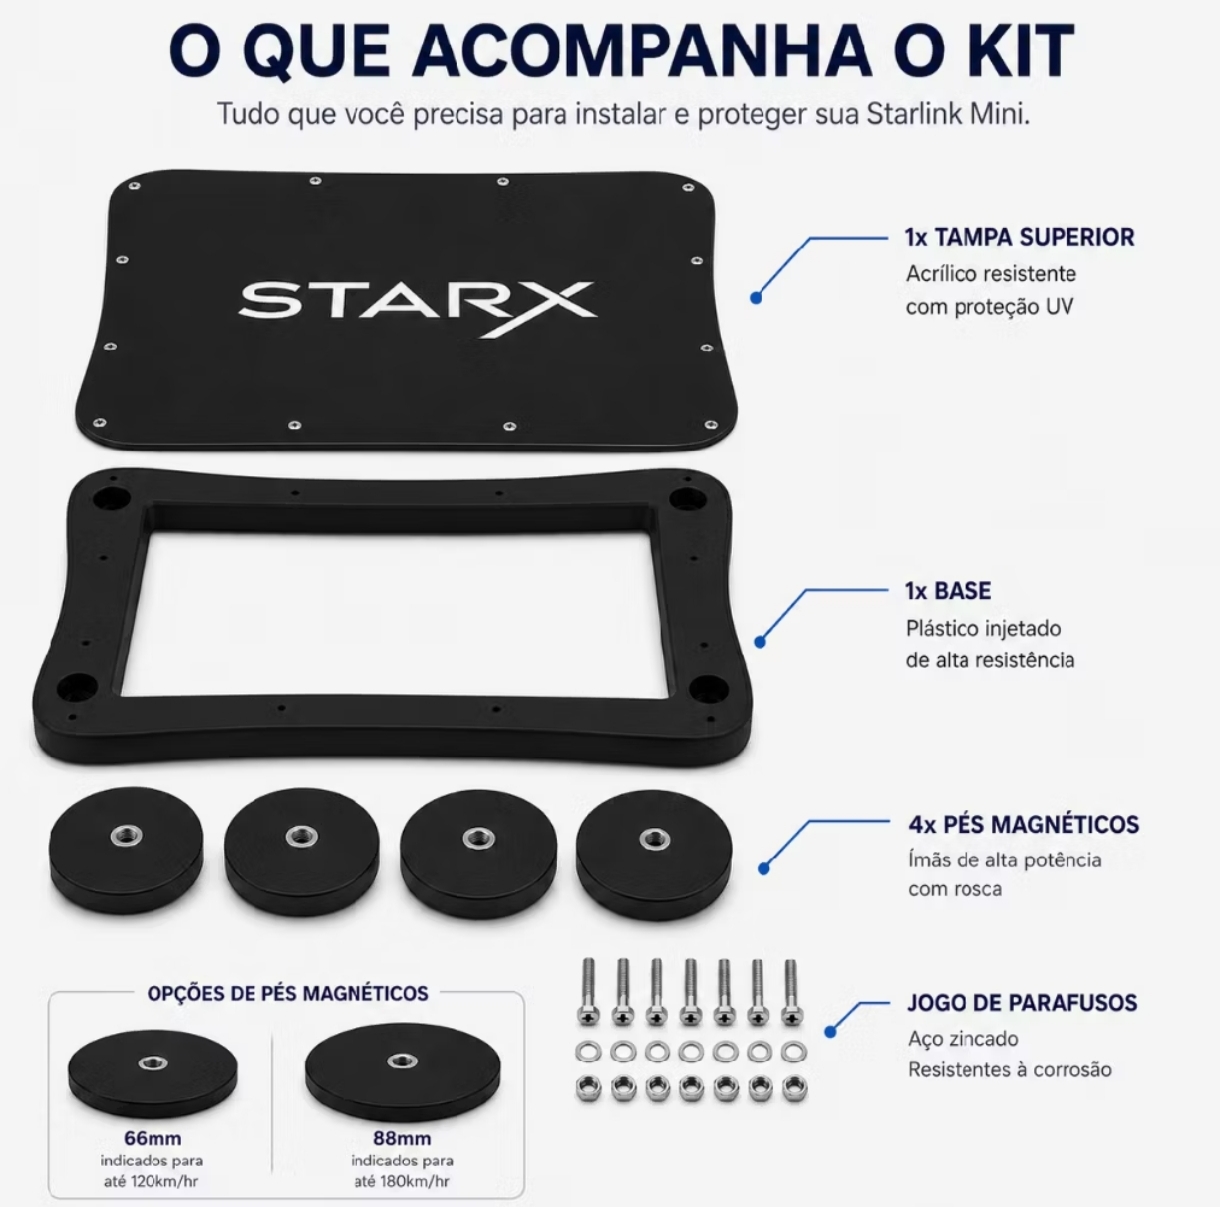 O QUE ACOMPANHA O KIT
Tudo que você precisa para instalar e proteger sua Starlink Mini.
STARX
1x TAMPA SUPERIOR
Acrílico resistente
com proteção UV
1x BASE
Plástico injetado
de alta resistência
4x PÉS MAGNÉTICOS
Ímãs de alta potência
com rosca
OPÇÕES DE PÉS MAGNÉTICOS
66mm
indicados para
até 120km/hr
88mm
indicados para
até 180km/hr
JOGO DE PARAFUSOS
Aço zincado
Resistentes à corrosão